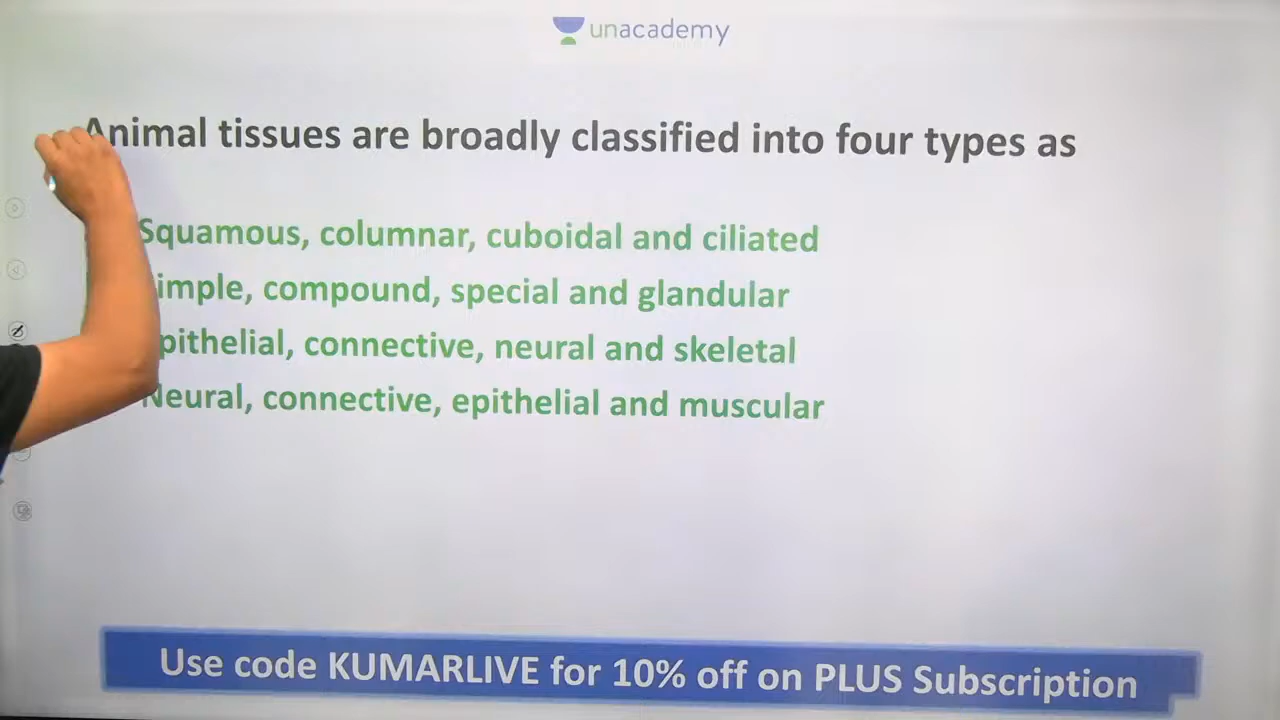 unacademy
Animal tissues are broadly classified into four types as
Squamous, columnar, cuboidal and ciliated
imple, compound, special and glandular
pithelial, connective, neural and skeletal
Neural, connective, epithelial and muscular
Use code KUMARLIVE for 10% off on PLUS Subscription